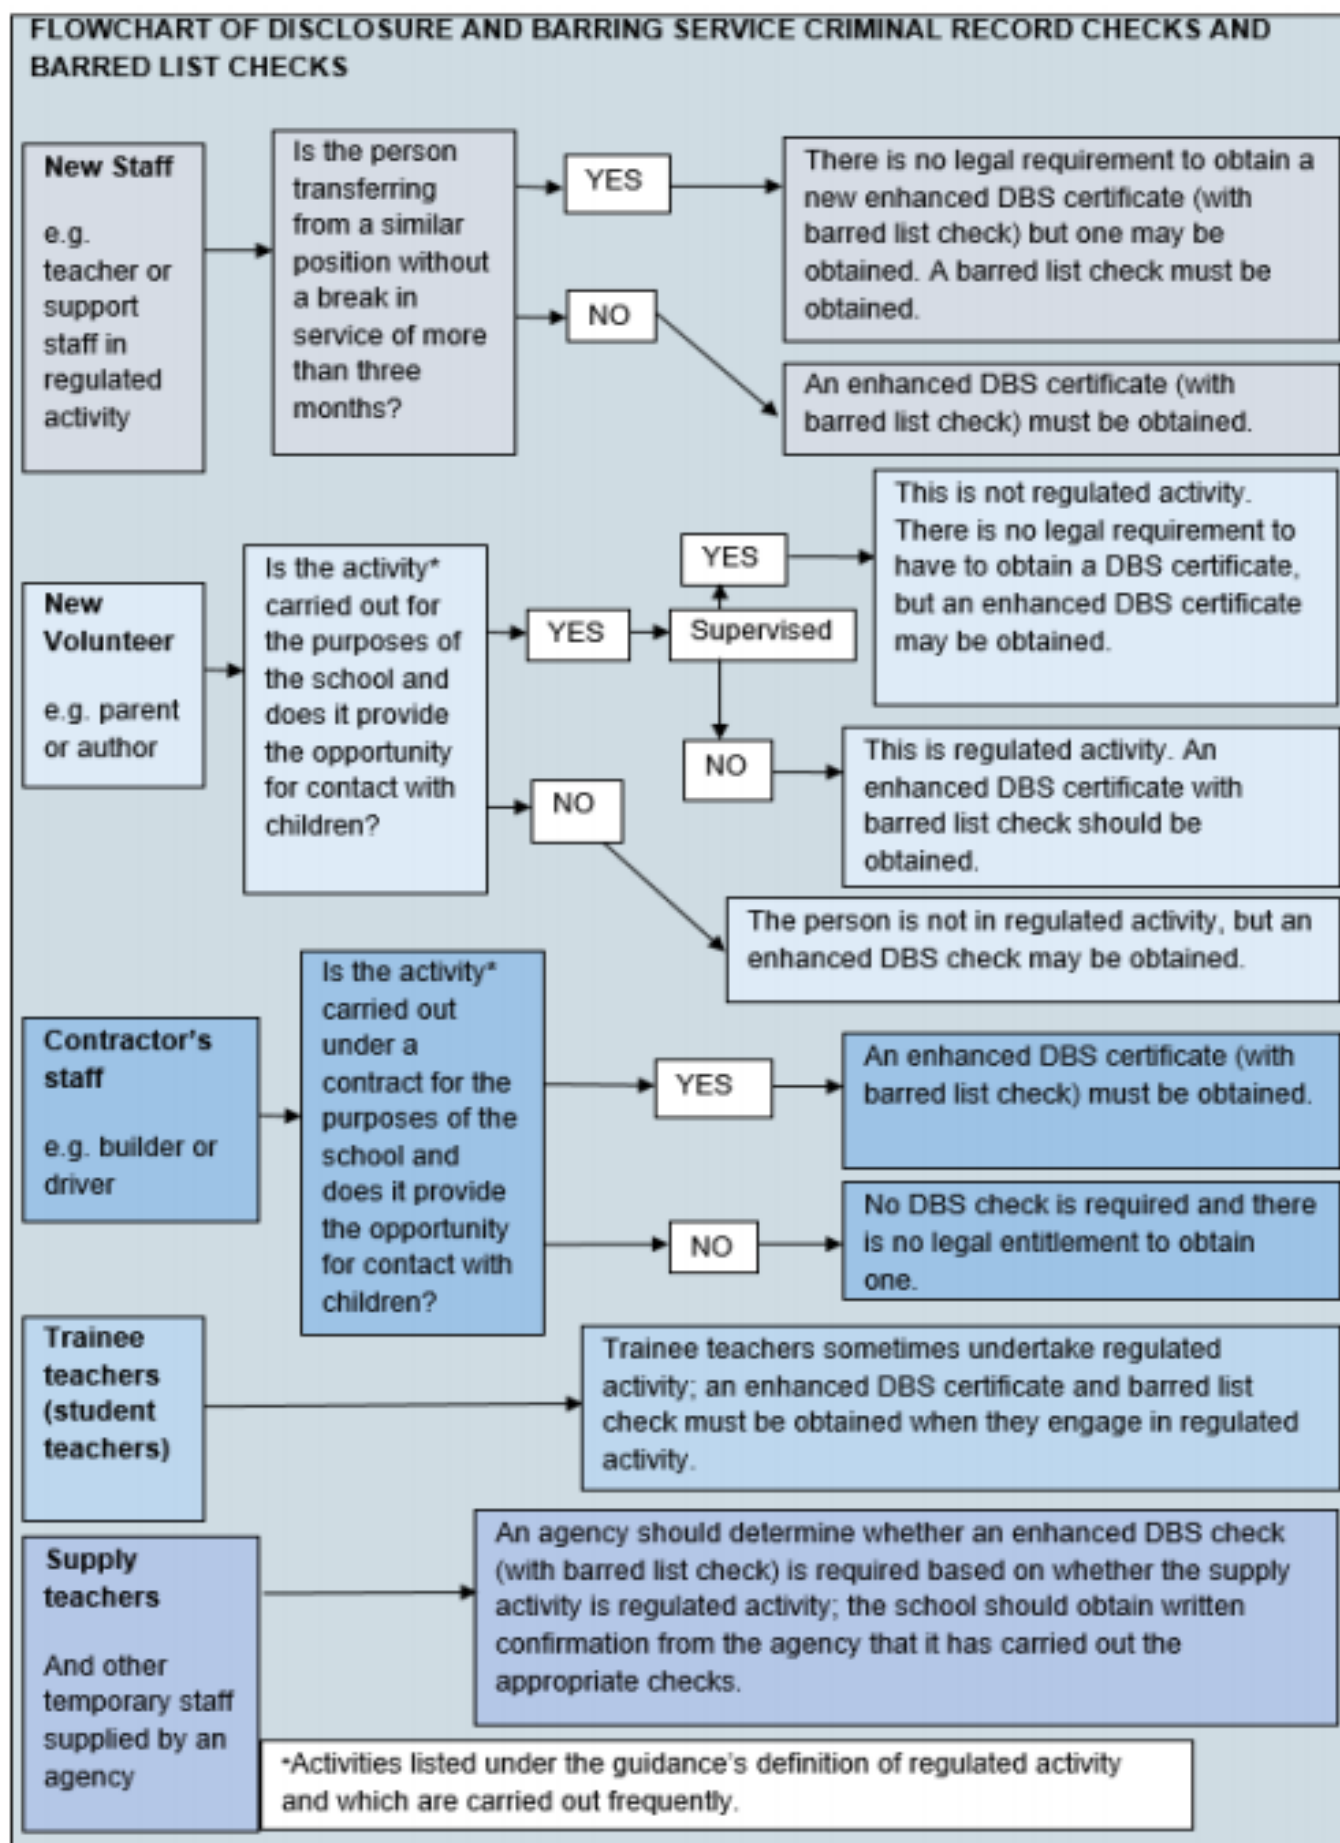 FLOWCHART OF DISCLOSURE AND BARRING SERVICE CRIMINAL RECORD CHECKS AND
BARRED LIST CHECKS
New Staff
e.g.
teacher or
support
staff in
regulated
activity
Is the person
transferring
from a similar
position without
a break in
service of more
than three
months?
YES
There is no legal requirement to obtain a
new enhanced DBS certificate (with
barred list check) but one may be
obtained. A barred list check must be
obtained.
NO
An enhanced DBS certificate (with
barred list check) must be obtained.
New
Volunteer
e.g. parent
or author
Is the activity*
carried out for
the purposes of
the school and
does it provide
the opportunity
for contact with
children?
YES
Supervised
YES
This is not regulated activity.
There is no legal requirement to
have to obtain a DBS certificate,
but an enhanced DBS certificate
may be obtained.
NO
This is regulated activity. An
enhanced DBS certificate with
barred list check should be
obtained.
NO
The person is not in regulated activity, but an
enhanced DBS check may be obtained.
Contractor's
staff
e.g. builder or
driver
Is the activity*
carried out
under a
contract for the
purposes of the
school and
does it provide
the opportunity
for contact with
children?
YES
An enhanced DBS certificate (with
barred list check) must be obtained.
NO
No DBS check is required and there
is no legal entitlement to obtain
one.
Trainee
teachers
(student
teachers)
Trainee teachers sometimes undertake regulated
activity; an enhanced DBS certificate and barred list
check must be obtained when they engage in regulated
activity.
Supply
teachers
And other
temporary staff
supplied by an
agency
An agency should determine whether an enhanced DBS check
(with barred list check) is required based on whether the supply
activity is regulated activity; the school should obtain written
confirmation from the agency that it has carried out the
appropriate checks.
*Activities listed under the guidance's definition of regulated activity
and which are carried out frequently.